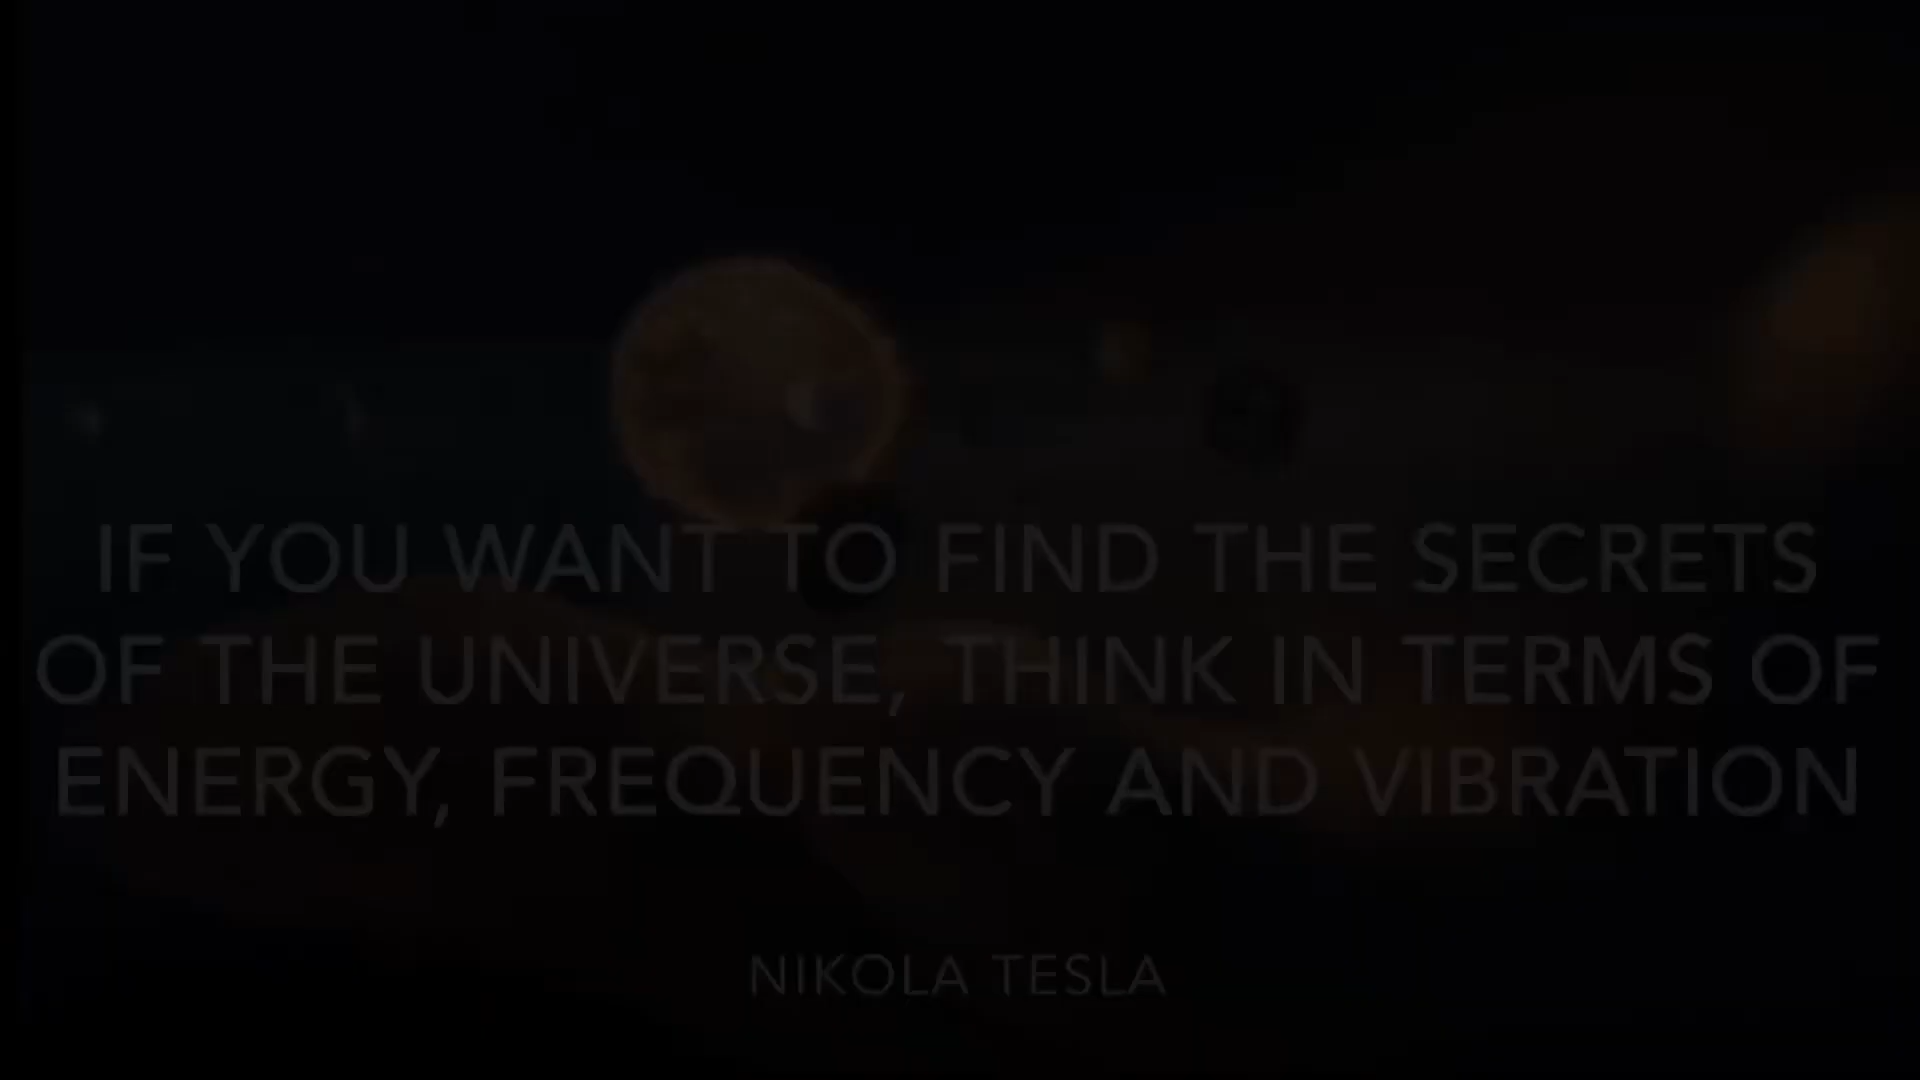 IF YOU WANT TO FIND THE SECRETS
OF THE UNIVERSE, THINK IN TERMS OF
ENERGY, FREQUENCY AND VIBRATION
NIKOLA TESLA